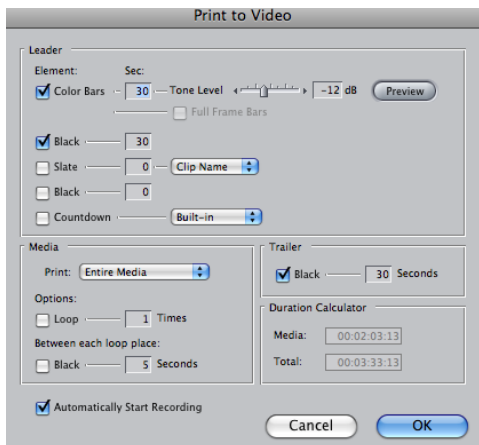 Print to Video
Leader
Element: Sec:
Color Bars 30 Tone Level -12 dB Preview
Full Frame Bars
Black 30
Slate 0 Clip Name
Black 0
Countdown Built-in
Media
Print: Entire Media
Options:
Loop 1 Times
Between each loop place:
Black 5 Seconds
Trailer
Black 30 Seconds
Duration Calculator
Media: 00:02:03:13
Total: 00:03:33:13
Automatically Start Recording
Cancel OK